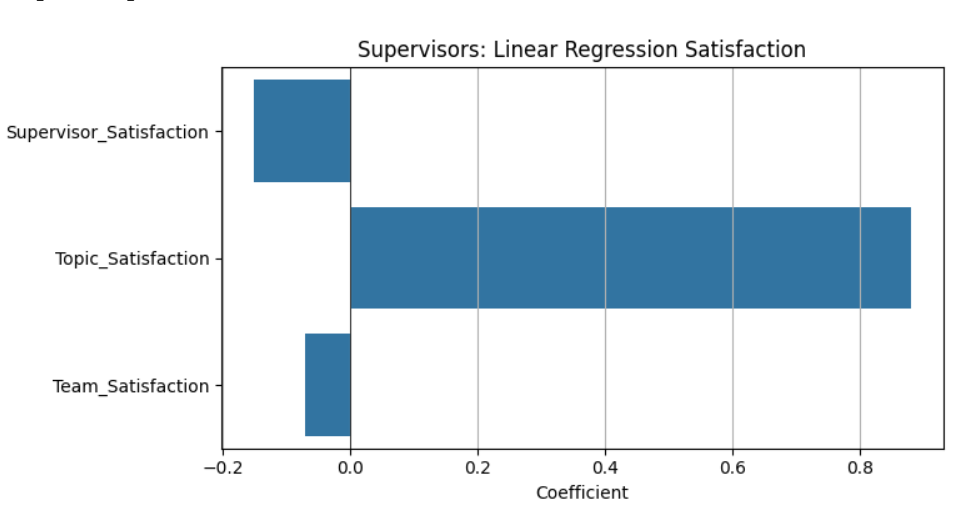 Supervisors: Linear Regression Satisfaction
Supervisor_Satisfaction
Topic_Satisfaction
Team_Satisfaction
−0.2 0.0 0.2 0.4 0.6 0.8
Coefficient